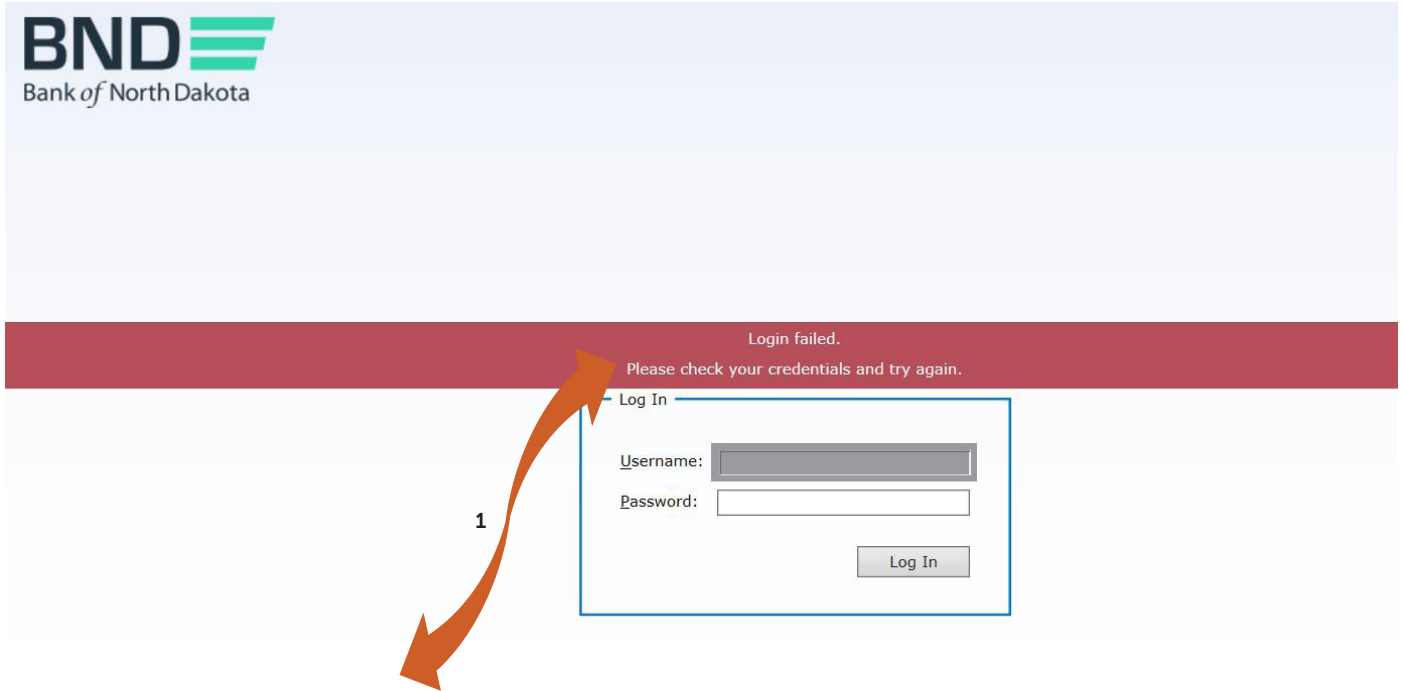 BND
Bank of North Dakota
Login failed.
Please check your credentials and try again.
Log In
Username:
Password:
1
Log In